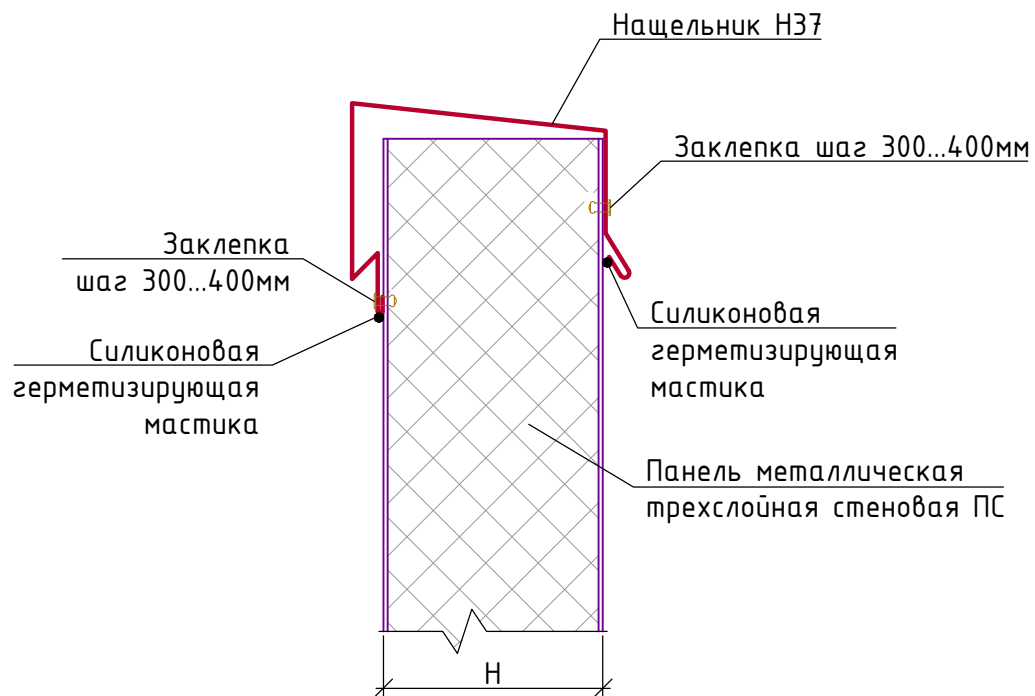 Нащельник Н37
Заклепка шаг 300...400мм
Заклепка
шаг 300...400мм
Силиконовая
герметизирующая
мастика
Силиконовая
герметизирующая
мастика
Панель металлическая
трехслойная стеновая ПС
Н